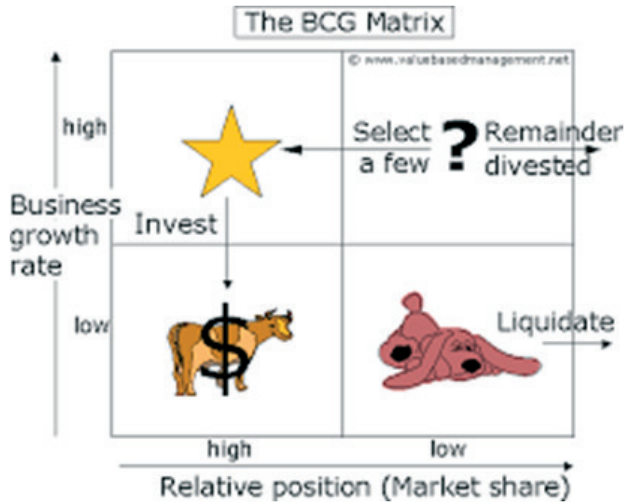 The BCG Matrix
© www.valuebasedmanagement.net
high
Select
a few
?
Remainder
divested
Business
growth
rate
Invest
low
$
Liquidate
high
low
Relative position (Market share)